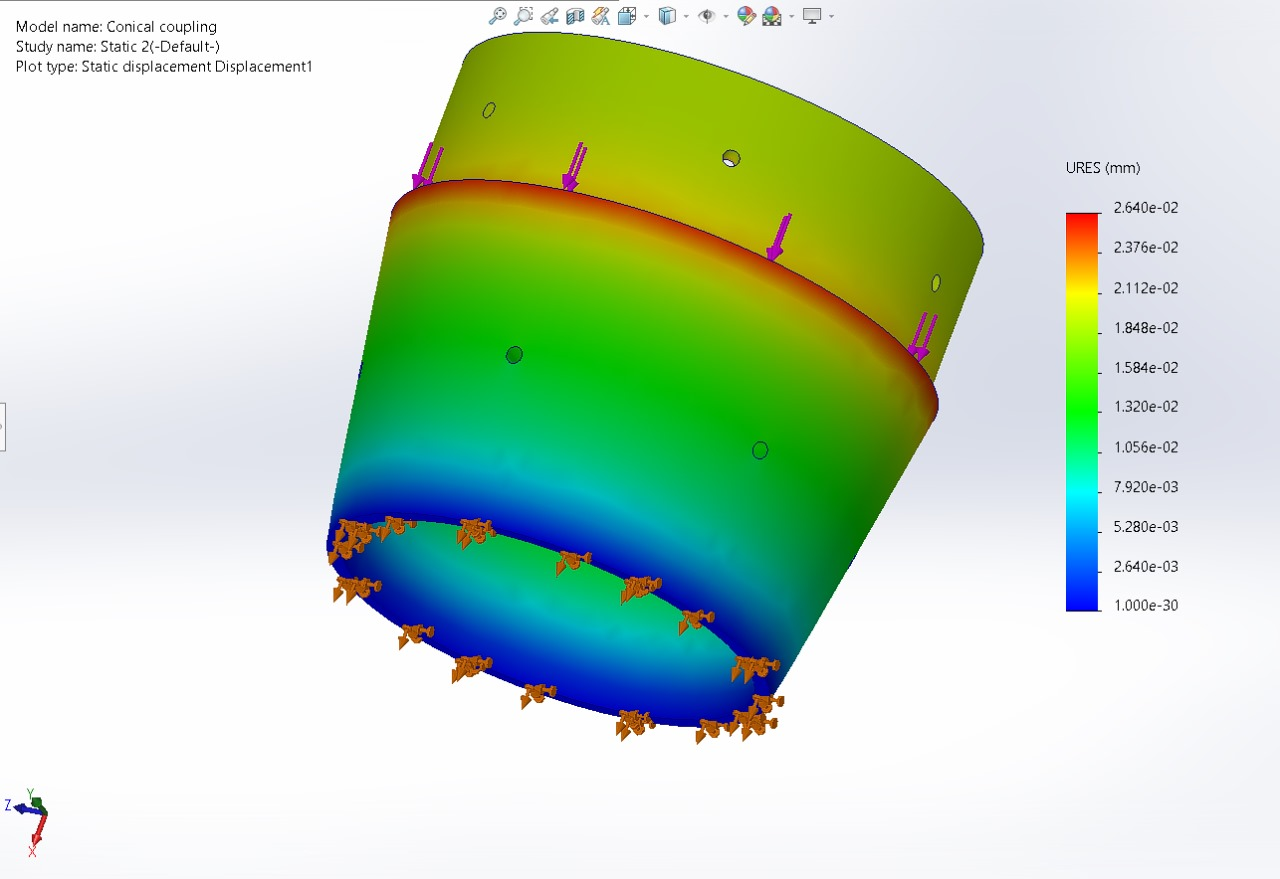 Model name: Conical coupling
Study name: Static 2(-Default-)
Plot type: Static displacement Displacement1
URES (mm)
2.640e-02
2.376e-02
2.112e-02
1.848e-02
1.584e-02
1.320e-02
1.056e-02
7.920e-03
5.280e-03
2.640e-03
1.000e-30
Y
Z
X